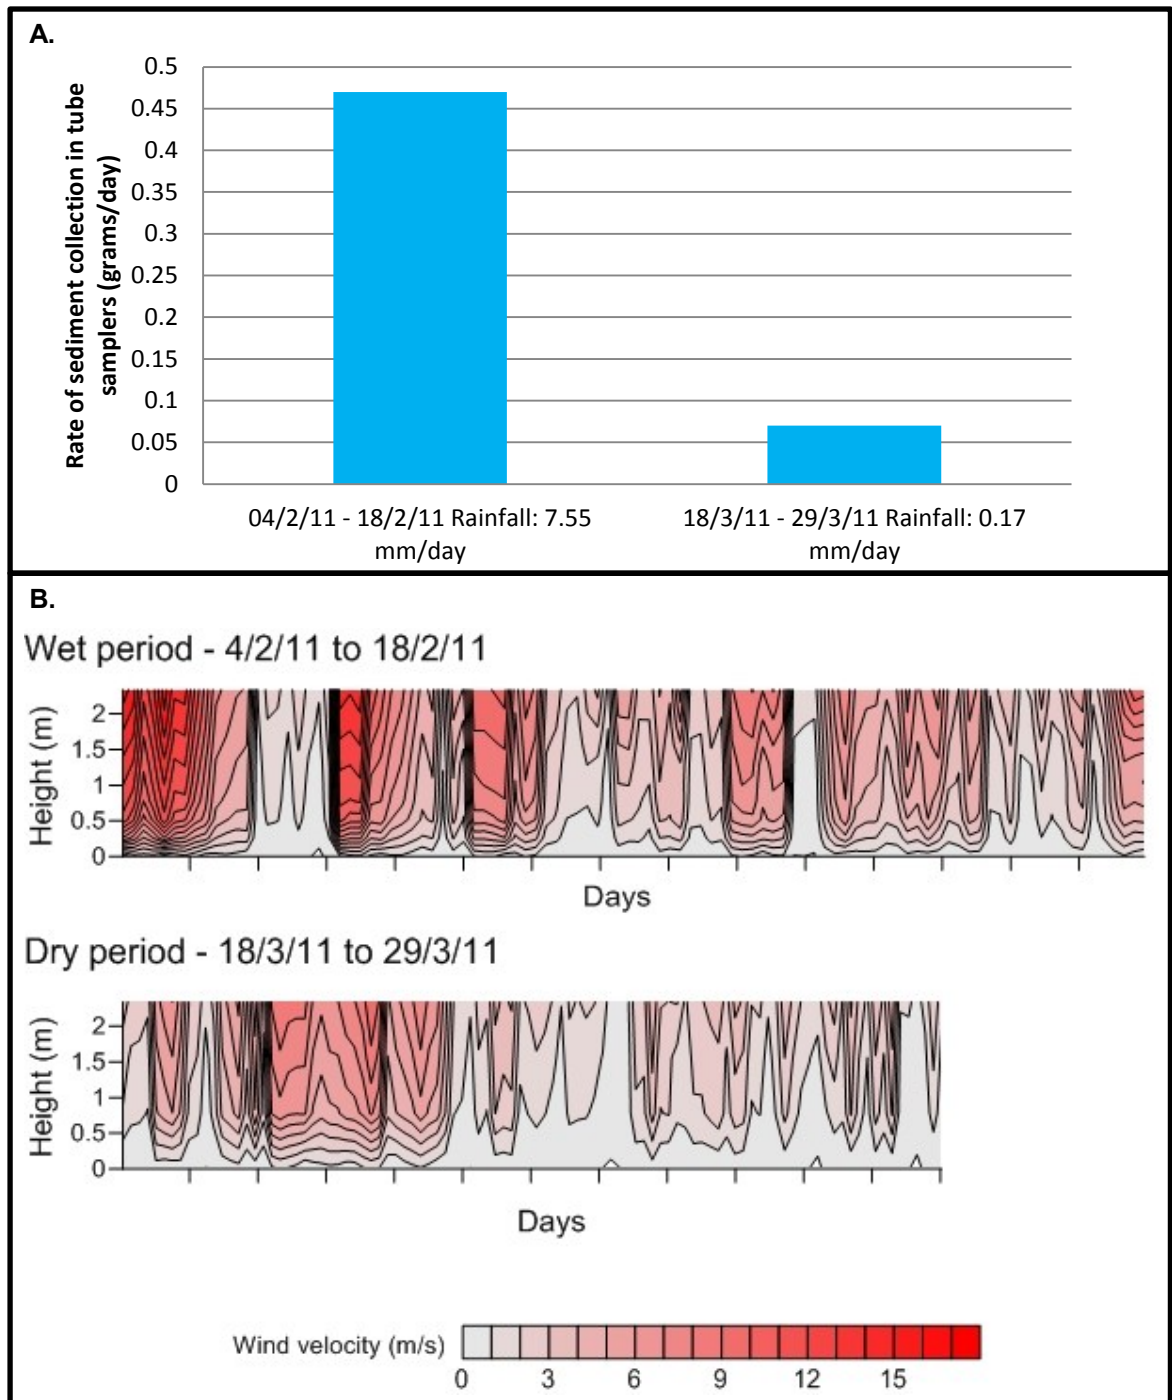 A.
Rate of sediment collection in tube
samplers (grams/day)
0.5
0.45
0.4
0.35
0.3
0.25
0.2
0.15
0.1
0.05
0
04/2/11 - 18/2/11 Rainfall: 7.55
mm/day
18/3/11 - 29/3/11 Rainfall: 0.17
mm/day
B.
Wet period - 4/2/11 to 18/2/11
Height (m)
2
1.5
1
0.5
0
Days
Dry period - 18/3/11 to 29/3/11
Height (m)
2
1.5
1
0.5
0
Days
Wind velocity (m/s)
0 3 6 9 12 15